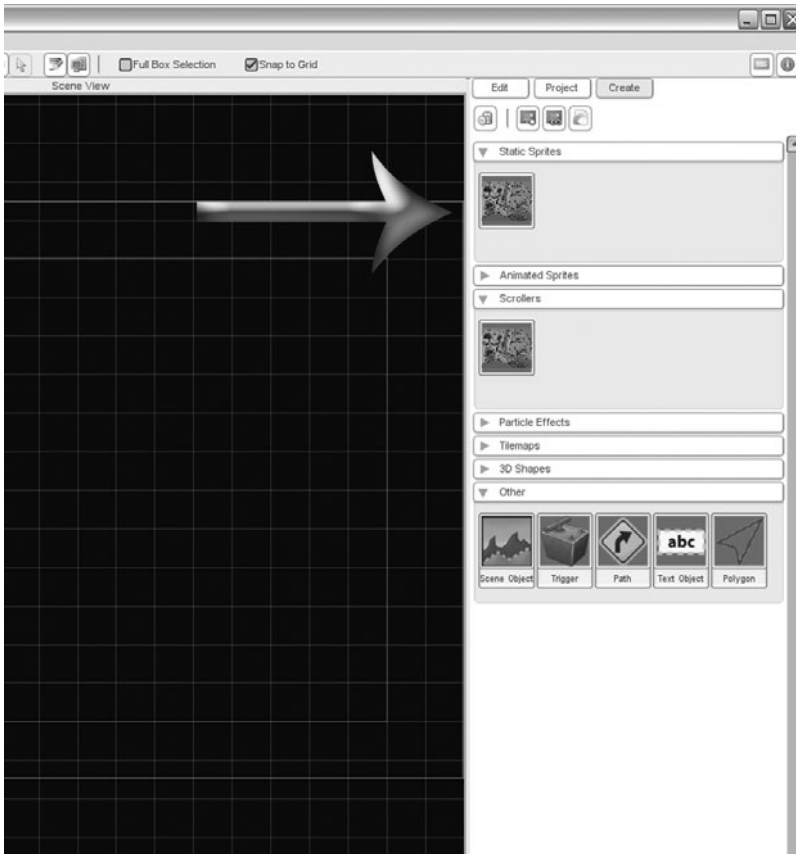 Full Box Selection Snap to Grid
Scene View
Edit Project Create
Static Sprites
Animated Sprites
Scrollers
Particle Effects
Tilemaps
3D Shapes
Other
abc
Scene Object Trigger Path Text Object Polygon